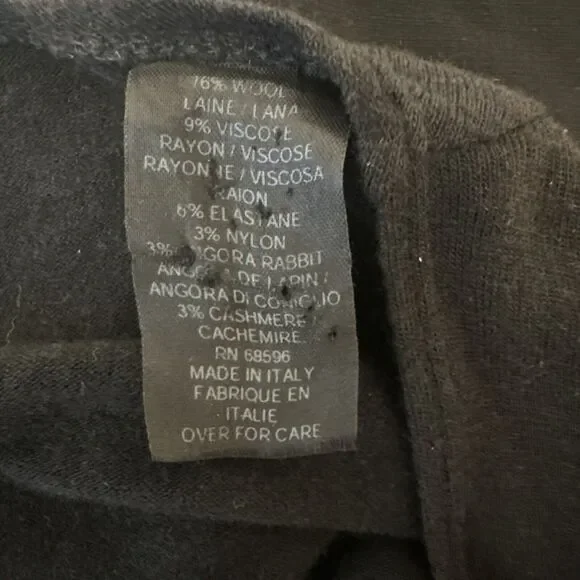 76% WOOL
LAINE / LANA
9% VISCOSE
RAYON / VISCOSE
RAYONNE / VISCOSA
RAION
6% ELASTANE
3% NYLON
3% ANGORA RABBIT
ANGORA DE LAPIN /
ANGORA DI CONIGLIO
3% CASHMERE /
CACHEMIRE
RN 68596
MADE IN ITALY
FABRIQUE EN
ITALIE
OVER FOR CARE